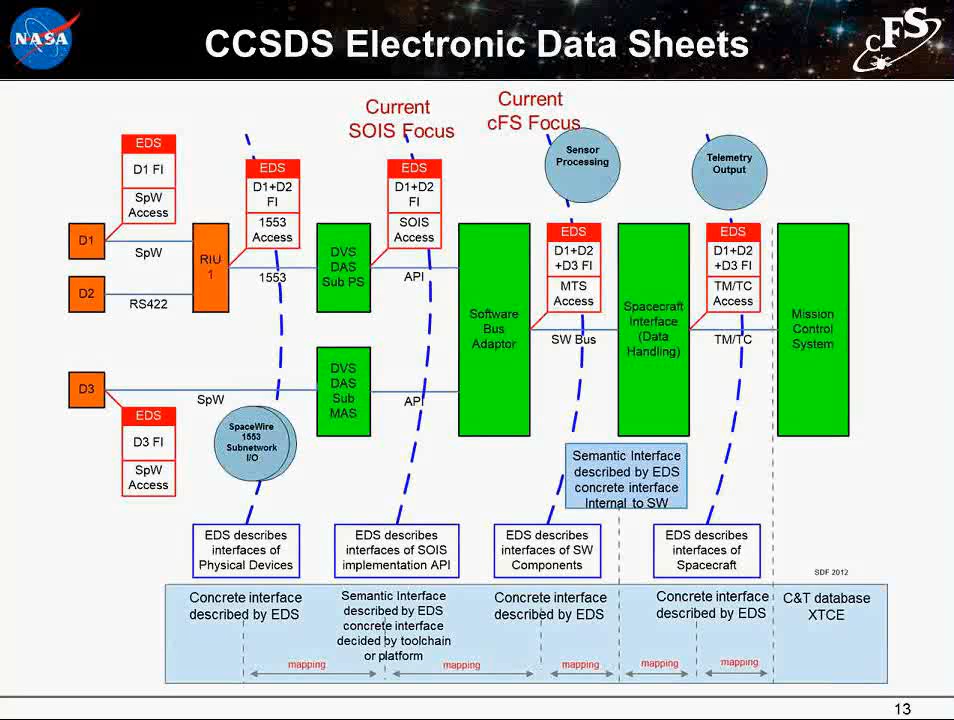 NASA
CCSDS Electronic Data Sheets
cFS
Current
SOIS Focus
Current
cFS Focus
Sensor
Processing
Telemetry
Output
EDS
D1 FI
SpW
Access
EDS
D1+D2
FI
1553
Access
EDS
D1+D2
FI
SOIS
Access
EDS
D1+D2
+D3 FI
MTS
Access
EDS
D1+D2
+D3 FI
TM/TC
Access
D1
SpW
D2
RS422
RIU
1
1553
DVS
DAS
Sub PS
API
Software
Bus
Adaptor
SW Bus
Spacecraft
Interface
(Data
Handling)
TM/TC
Mission
Control
System
D3
SpW
DVS
DAS
Sub
MAS
API
EDS
D3 FI
SpW
Access
SpaceWire
1553
Subnetwork
I/O
Semantic Interface
described by EDS
concrete interface
Internal to SW
EDS describes
interfaces of
Physical Devices
EDS describes
interfaces of SOIS
implementation API
EDS describes
interfaces of SW
Components
EDS describes
interfaces of
Spacecraft
SDF 2012
Concrete interface
described by EDS
Semantic Interface
described by EDS
concrete interface
decided by toolchain
or platform
Concrete interface
described by EDS
Concrete interface
described by EDS
C&T database
XTCE
mapping
mapping
mapping
mapping
mapping
13